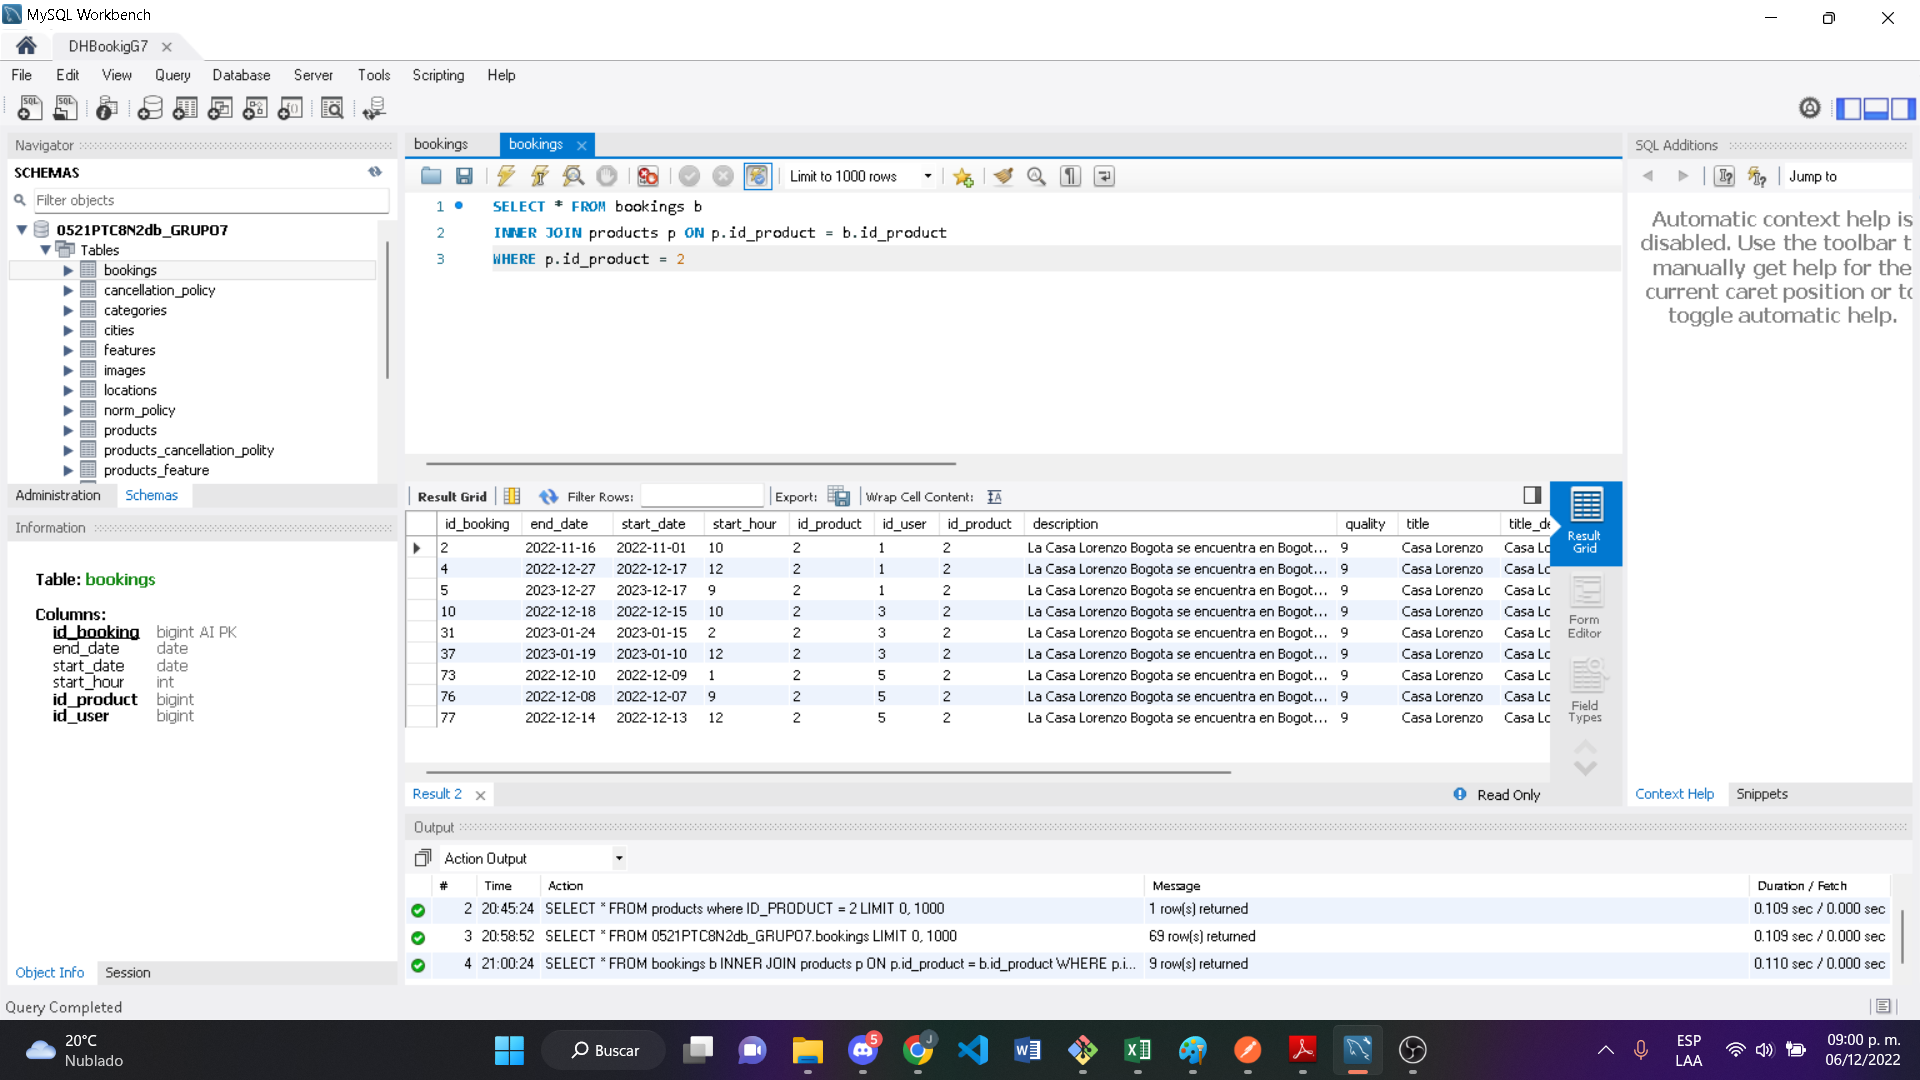 MySQL Workbench
DHBookigG7
File Edit View Query Database Server Tools Scripting Help
Navigator
SCHEMAS
Filter objects
0521PTC8N2db_GRUPO7
Tables
bookings
cancellation_policy
categories
cities
features
images
locations
norm_policy
products
products_cancellation_polity
products_feature
Administration Schemas
Information
Table: bookings
Columns:
id_booking bigint AI PK
end_date date
start_date date
start_hour int
id_product bigint
id_user bigint
Object Info Session
Query Completed
bookings bookings
Limit to 1000 rows
1 SELECT * FROM bookings b
2 INNER JOIN products p ON p.id_product = b.id_product
3 WHERE p.id_product = 2
Result Grid Filter Rows: Export: Wrap Cell Content:
id_booking end_date start_date start_hour id_product id_user id_product description quality title title_de
2 2022-11-16 2022-11-01 10 2 1 2 La Casa Lorenzo Bogota se encuentra en Bogot... 9 Casa Lorenzo Casa Lo
4 2022-12-27 2022-12-17 12 2 1 2 La Casa Lorenzo Bogota se encuentra en Bogot... 9 Casa Lorenzo Casa Lo
5 2023-12-27 2023-12-17 9 2 1 2 La Casa Lorenzo Bogota se encuentra en Bogot... 9 Casa Lorenzo Casa Lo
10 2022-12-18 2022-12-15 10 2 3 2 La Casa Lorenzo Bogota se encuentra en Bogot... 9 Casa Lorenzo Casa Lo
31 2023-01-24 2023-01-15 2 2 3 2 La Casa Lorenzo Bogota se encuentra en Bogot... 9 Casa Lorenzo Casa Lo
37 2023-01-19 2023-01-10 12 2 3 2 La Casa Lorenzo Bogota se encuentra en Bogot... 9 Casa Lorenzo Casa Lo
73 2022-12-10 2022-12-09 1 2 5 2 La Casa Lorenzo Bogota se encuentra en Bogot... 9 Casa Lorenzo Casa Lo
76 2022-12-08 2022-12-07 9 2 5 2 La Casa Lorenzo Bogota se encuentra en Bogot... 9 Casa Lorenzo Casa Lo
77 2022-12-14 2022-12-13 12 2 5 2 La Casa Lorenzo Bogota se encuentra en Bogot... 9 Casa Lorenzo Casa Lo
Result
Grid
Form
Editor
Field
Types
Result 2 Read Only
Output
Action Output
# Time Action Message Duration / Fetch
2 20:45:24 SELECT * FROM products where ID_PRODUCT = 2 LIMIT 0, 1000 1 row(s) returned 0.109 sec / 0.000 sec
3 20:58:52 SELECT * FROM 0521PTC8N2db_GRUPO7.bookings LIMIT 0, 1000 69 row(s) returned 0.109 sec / 0.000 sec
4 21:00:24 SELECT * FROM bookings b INNER JOIN products p ON p.id_product = b.id_product WHERE p.i... 9 row(s) returned 0.110 sec / 0.000 sec
SQL Additions
Jump to
Automatic context help is
disabled. Use the toolbar t
manually get help for the
current caret position or to
toggle automatic help.
Context Help Snippets
20°C
Nublado
Buscar
5
J
ESP
LAA
09:00 p. m.
06/12/2022